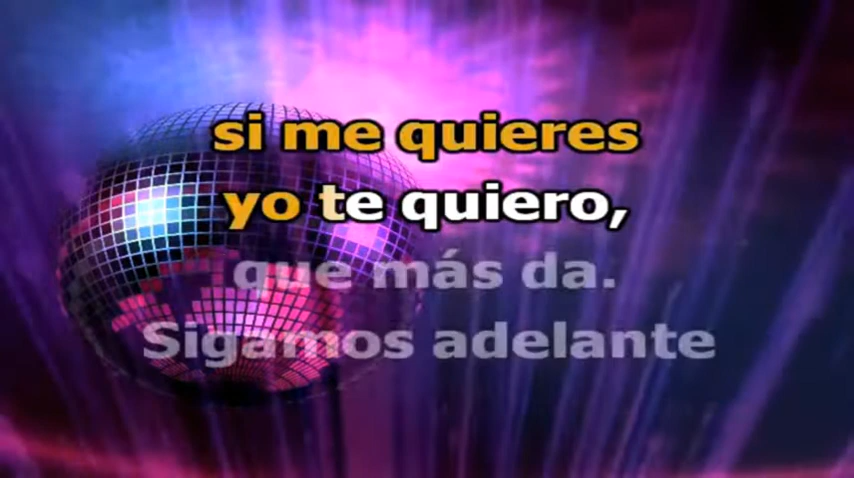 si me quieres
yo te quiero,
que más da.
Sigamos adelante